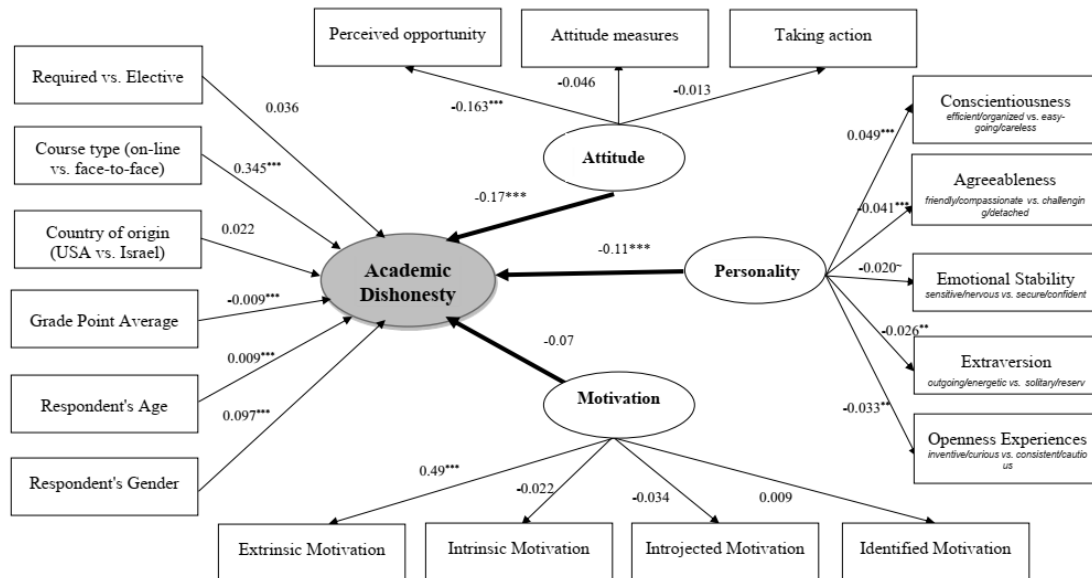 Perceived opportunity
Attitude measures
Taking action
-0.163***
-0.046
-0.013
Attitude
-0.17***
Required vs. Elective
0.036
Course type (on-line
vs. face-to-face)
0.345***
Country of origin
(USA vs. Israel)
0.022
Grade Point Average
-0.009***
Respondent's Age
0.009***
Respondent's Gender
0.097***
Academic
Dishonesty
-0.11***
Personality
0.049***
Conscientiousness
efficient/organized vs. easy-
going/careless
-0.041***
Agreeableness
friendly/compassionate vs. challengin
g/detached
-0.020~
Emotional Stability
sensitive/nervous vs. secure/confident
-0.026**
Extraversion
outgoing/energetic vs. solitary/reserv
-0.033**
Openness Experiences
inventive/curious vs. consistent/cautio
us
-0.07
Motivation
0.49***
-0.022
-0.034
0.009
Extrinsic Motivation
Intrinsic Motivation
Introjected Motivation
Identified Motivation